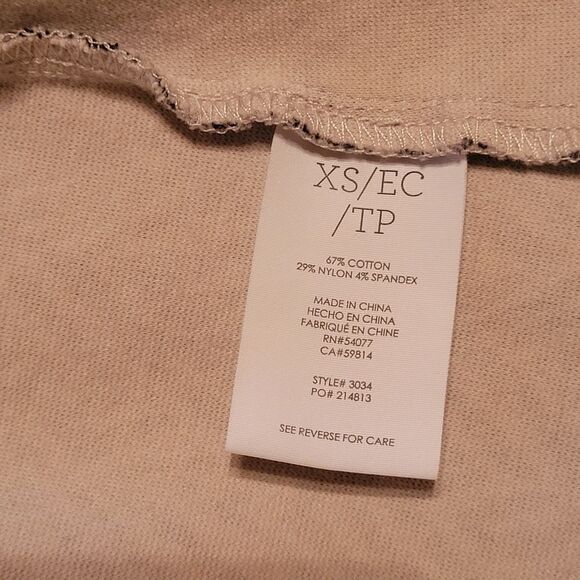 XS/EC
/TP
67% COTTON
29% NYLON 4% SPANDEX
MADE IN CHINA
HECHO EN CHINA
FABRIQUÉ EN CHINE
RN#54077
CA#59814
STYLE# 3034
PO# 214813
SEE REVERSE FOR CARE